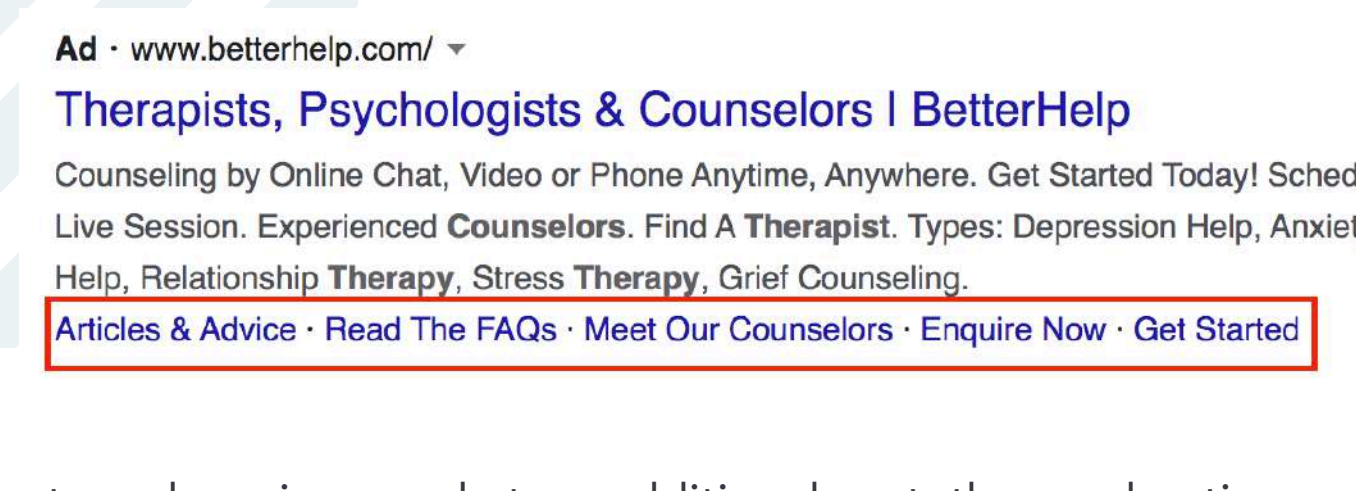 Ad · www.betterhelp.com/
Therapists, Psychologists & Counselors | BetterHelp
Counseling by Online Chat, Video or Phone Anytime, Anywhere. Get Started Today! Sched
Live Session. Experienced Counselors. Find A Therapist. Types: Depression Help, Anxiet
Help, Relationship Therapy, Stress Therapy, Grief Counseling.
Articles & Advice · Read The FAQs · Meet Our Counselors · Enquire Now · Get Started